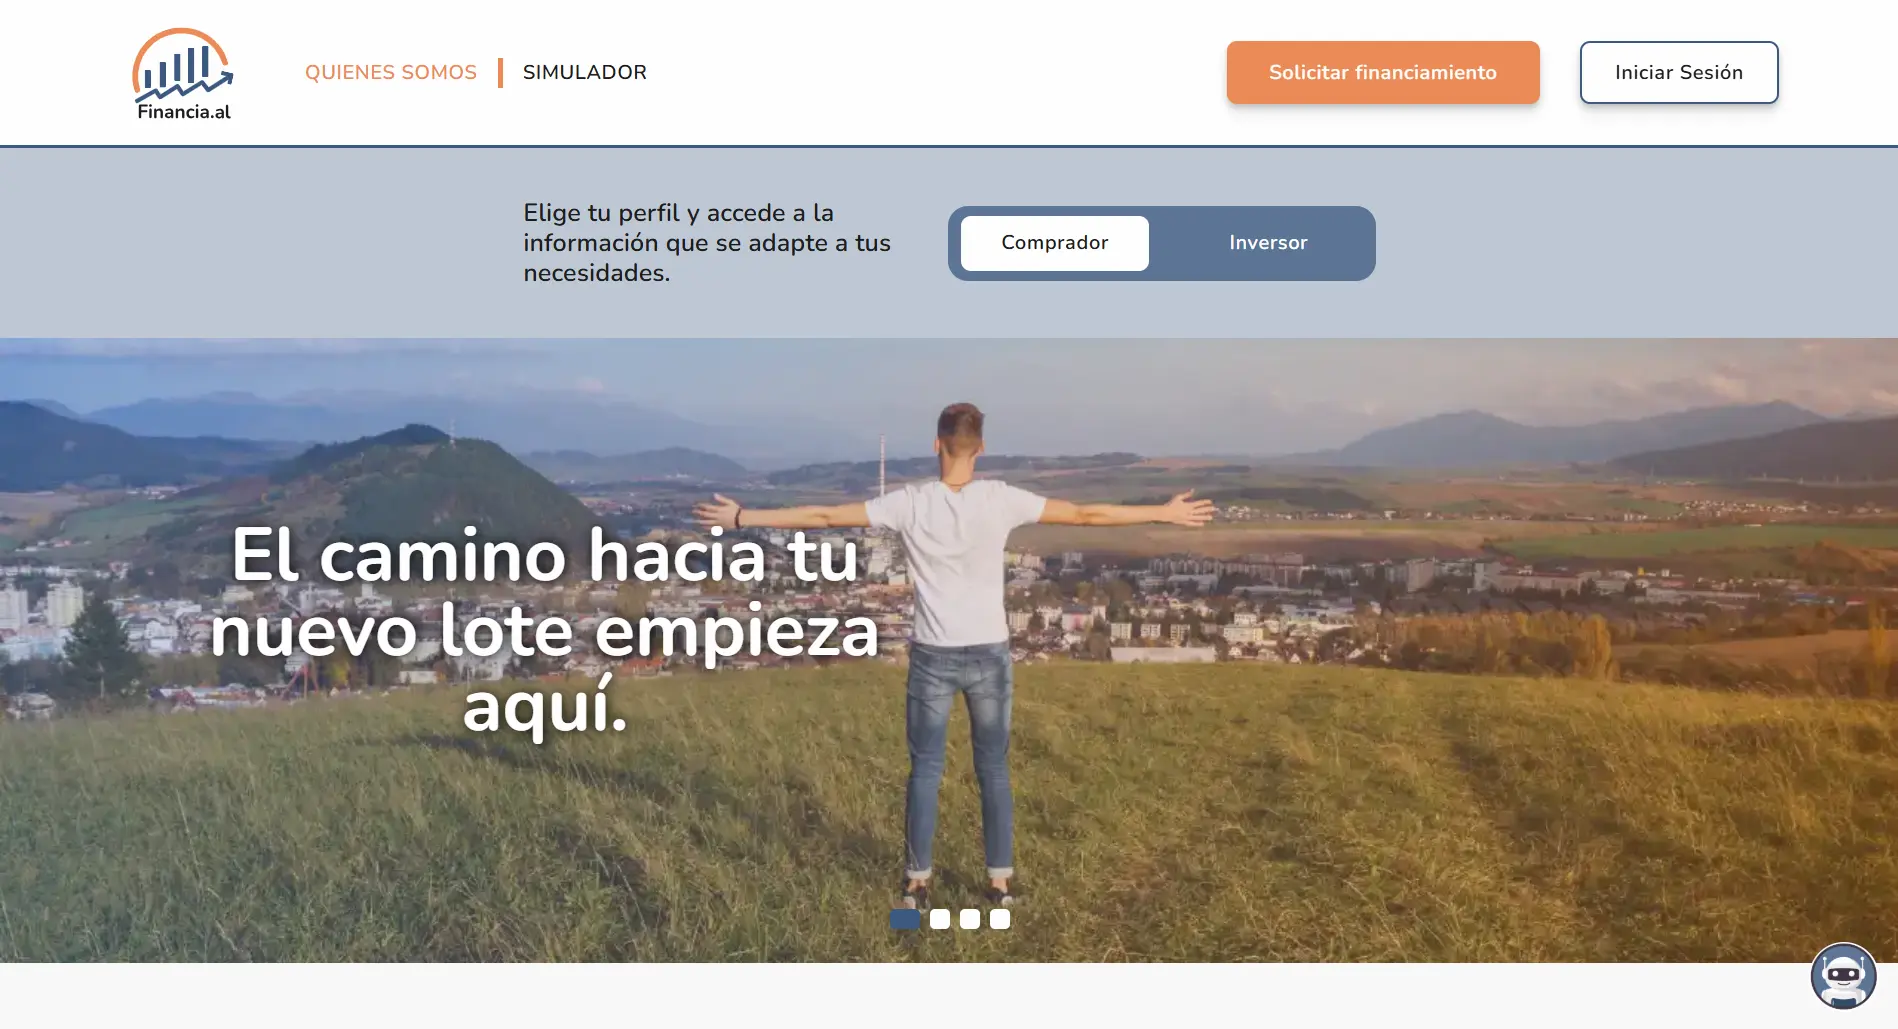 Financia.al
QUIENES SOMOS
SIMULADOR
Solicitar financiamiento
Iniciar Sesión
Elige tu perfil y accede a la
información que se adapte a tus
necesidades.
Comprador
Inversor
El camino hacia tu
nuevo lote empieza
aquí.